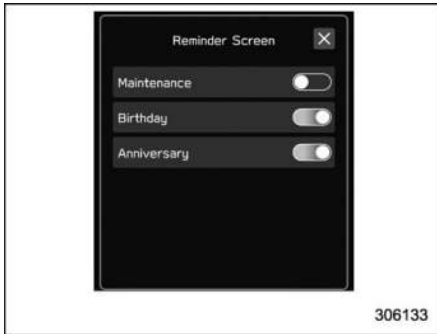 Reminder Screen
Maintenance
Birthday
Anniversary
306133